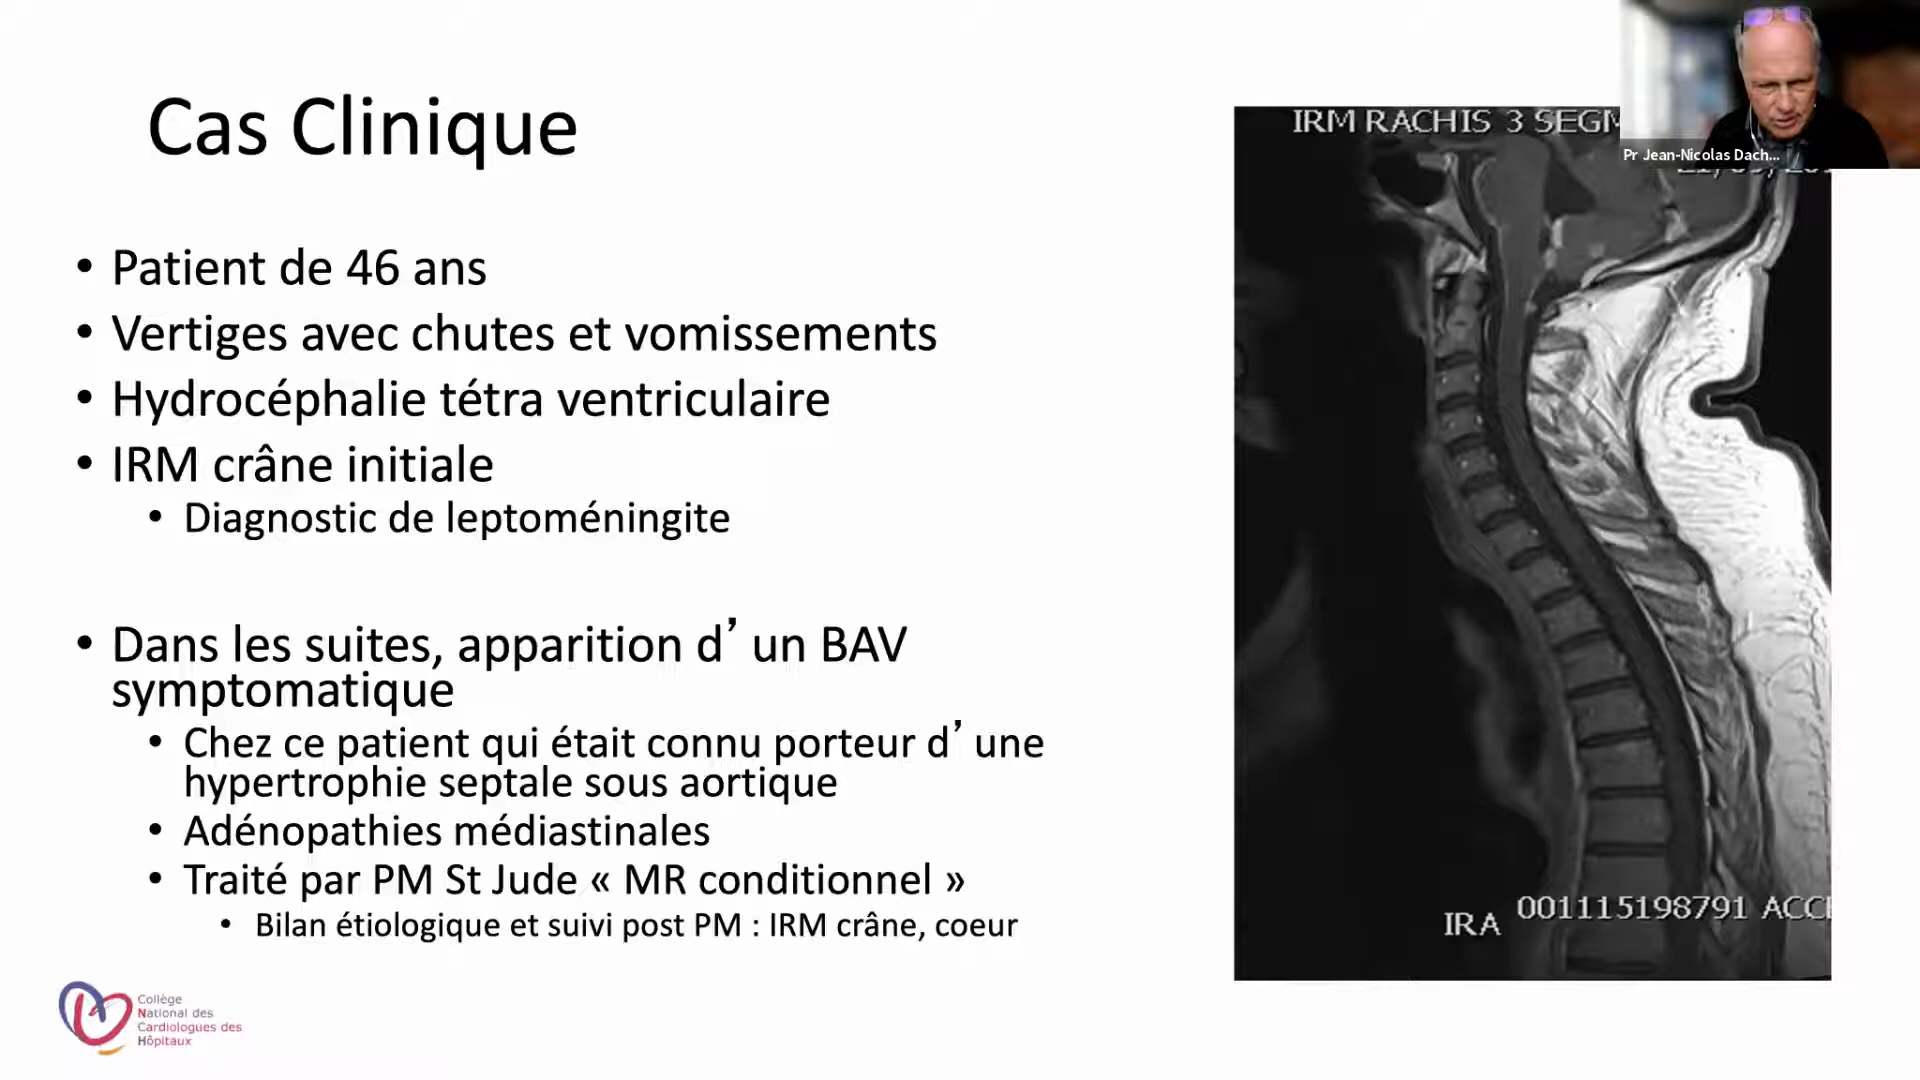 Cas Clinique
IRM RACHIS 3 SEGM
Pr Jean-Nicolas Dach...
• Patient de 46 ans
• Vertiges avec chutes et vomissements
• Hydrocéphalie tétra ventriculaire
• IRM crâne initiale
• Diagnostic de leptoméningite
• Dans les suites, apparition d’ un BAV
symptomatique
• Chez ce patient qui était connu porteur d’ une
hypertrophie septale sous aortique
• Adénopathies médiastinales
• Traité par PM St Jude « MR conditionnel »
• Bilan étiologique et suivi post PM : IRM crâne, coeur
IRA
001115198791 ACC
Collège
National des
Cardiologues des
Hôpitaux